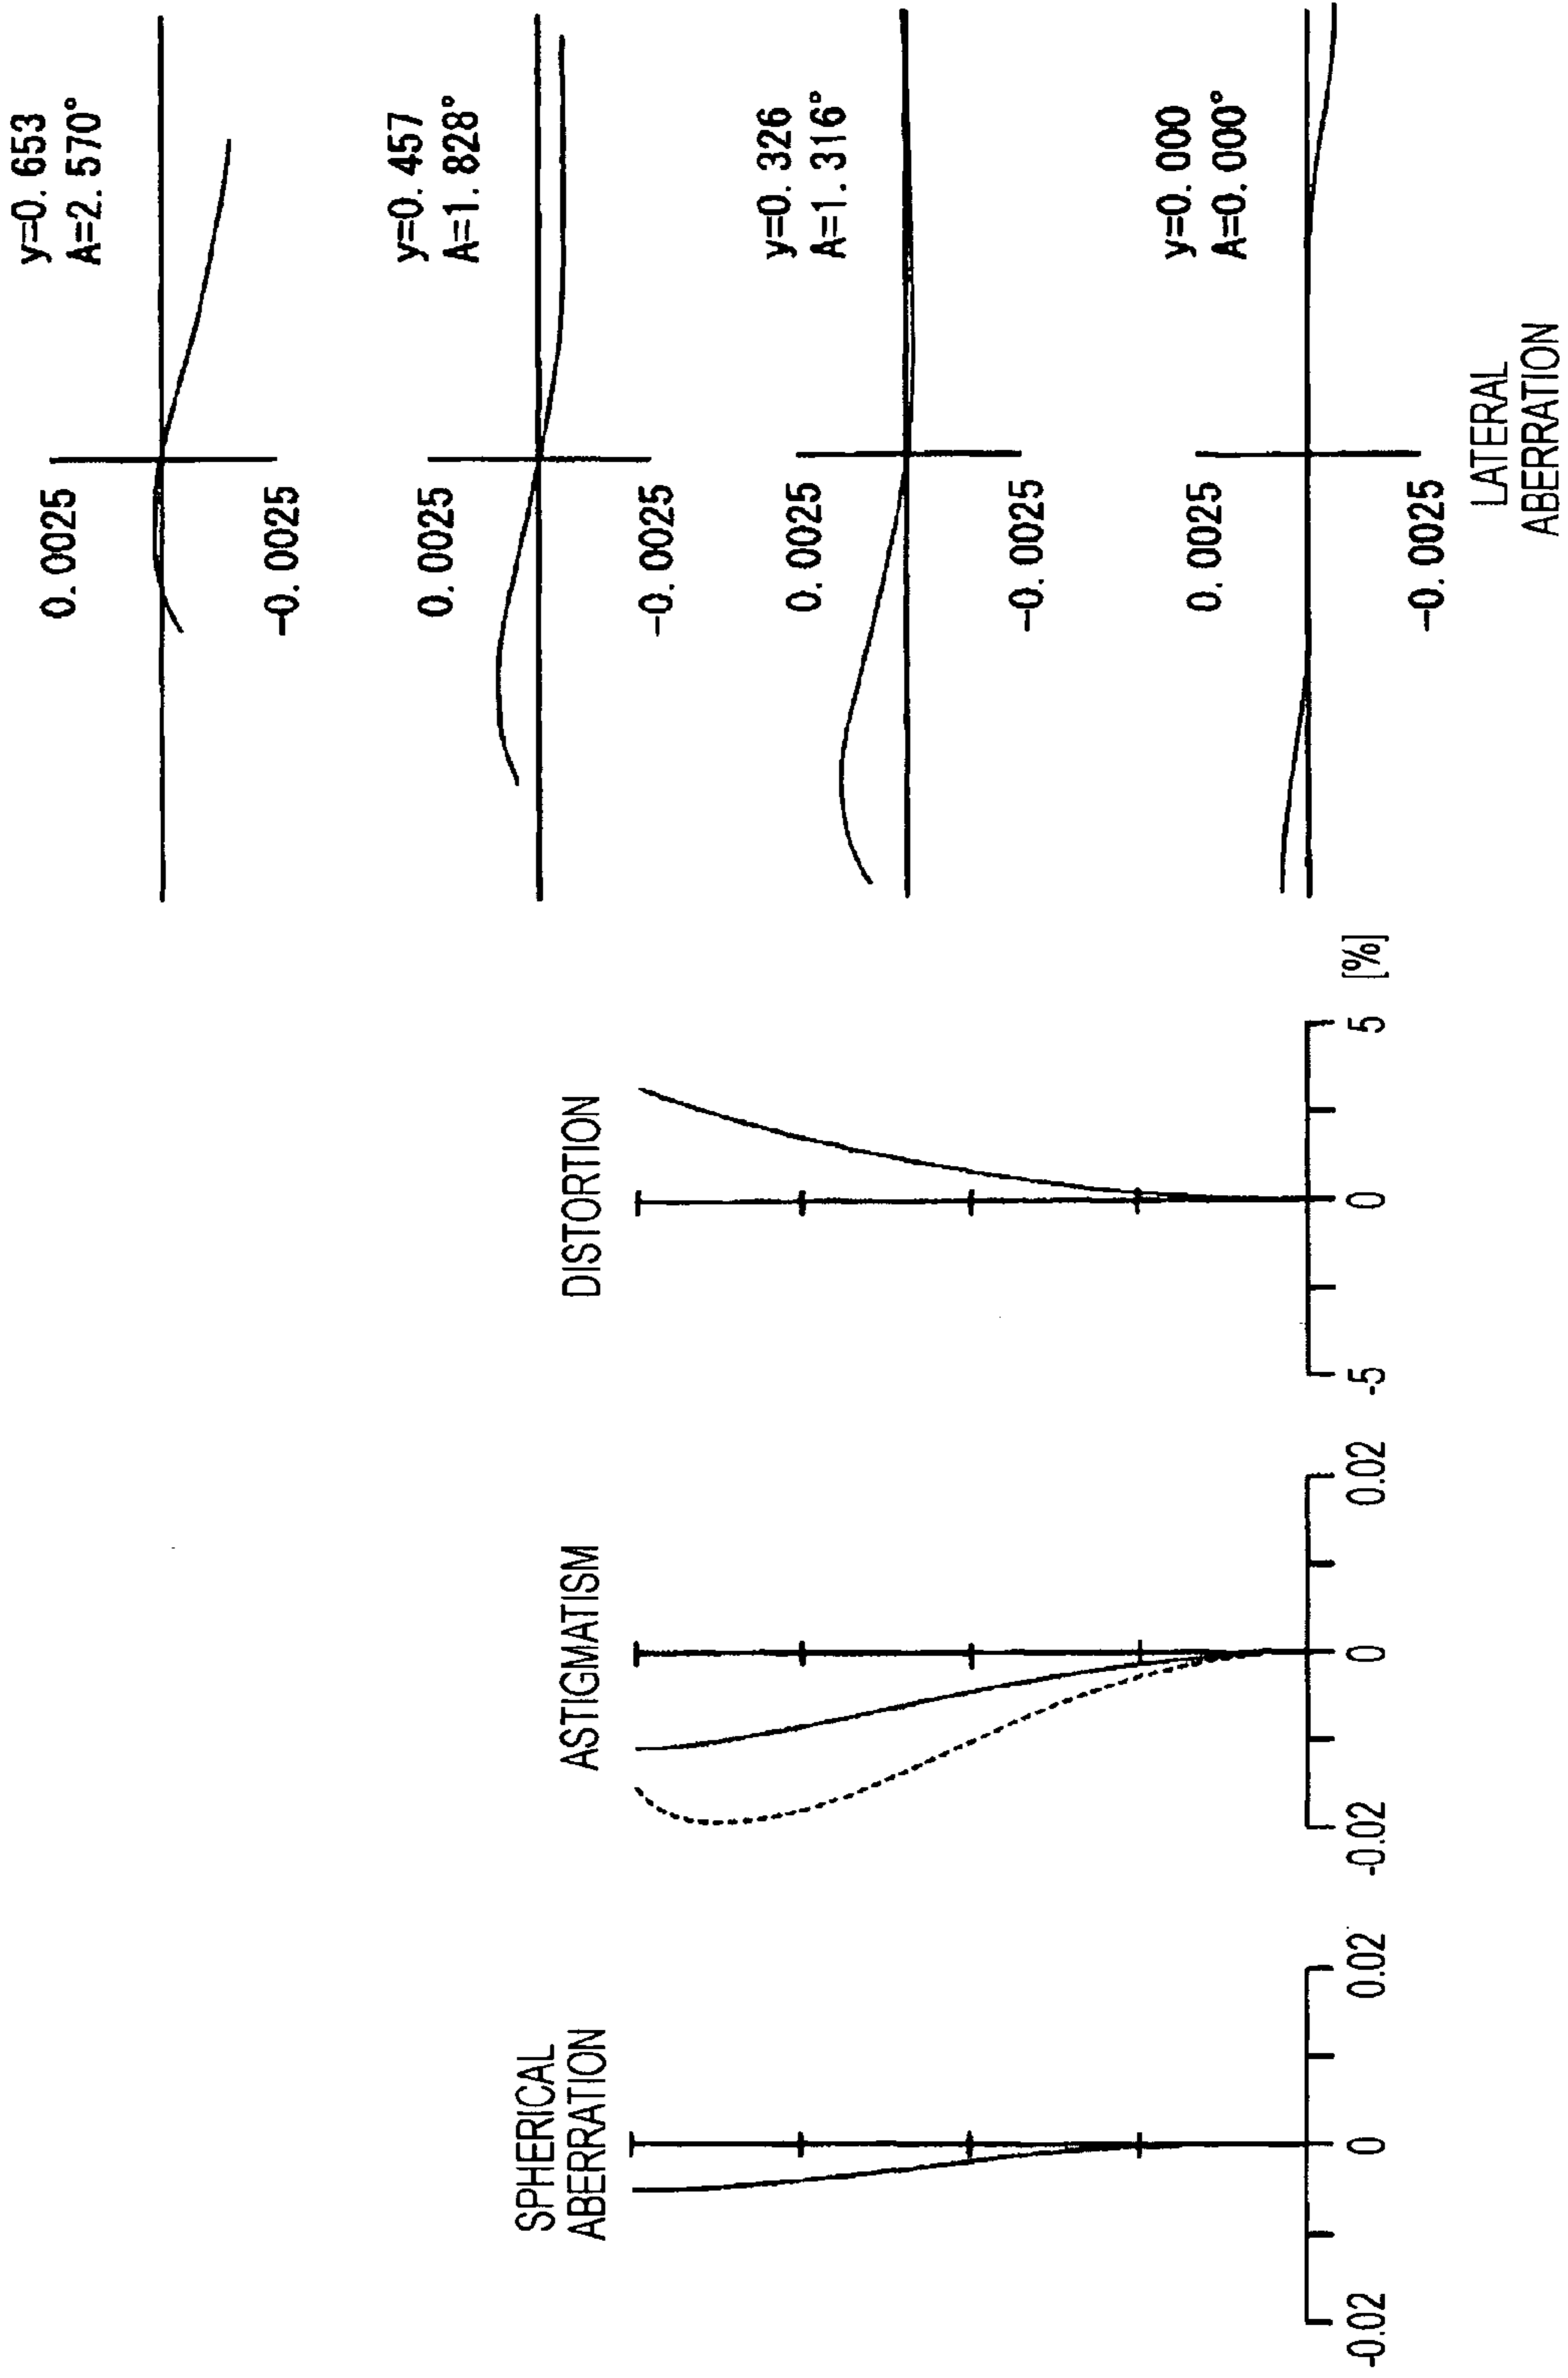 SPHERICAL
ABERRATION
-0.02
0
0.02
ASTIGMATISM
-0.02
0
0.02
DISTORTION
-5
0
5
[%]
0.0025
-0.0025
y=0.653
A=2.570°
0.0025
-0.0025
y=0.457
A=1.828°
0.0025
-0.0025
y=0.326
A=1.316°
0.0025
-0.0025
y=0.000
A=0.000°
LATERAL
ABERRATION